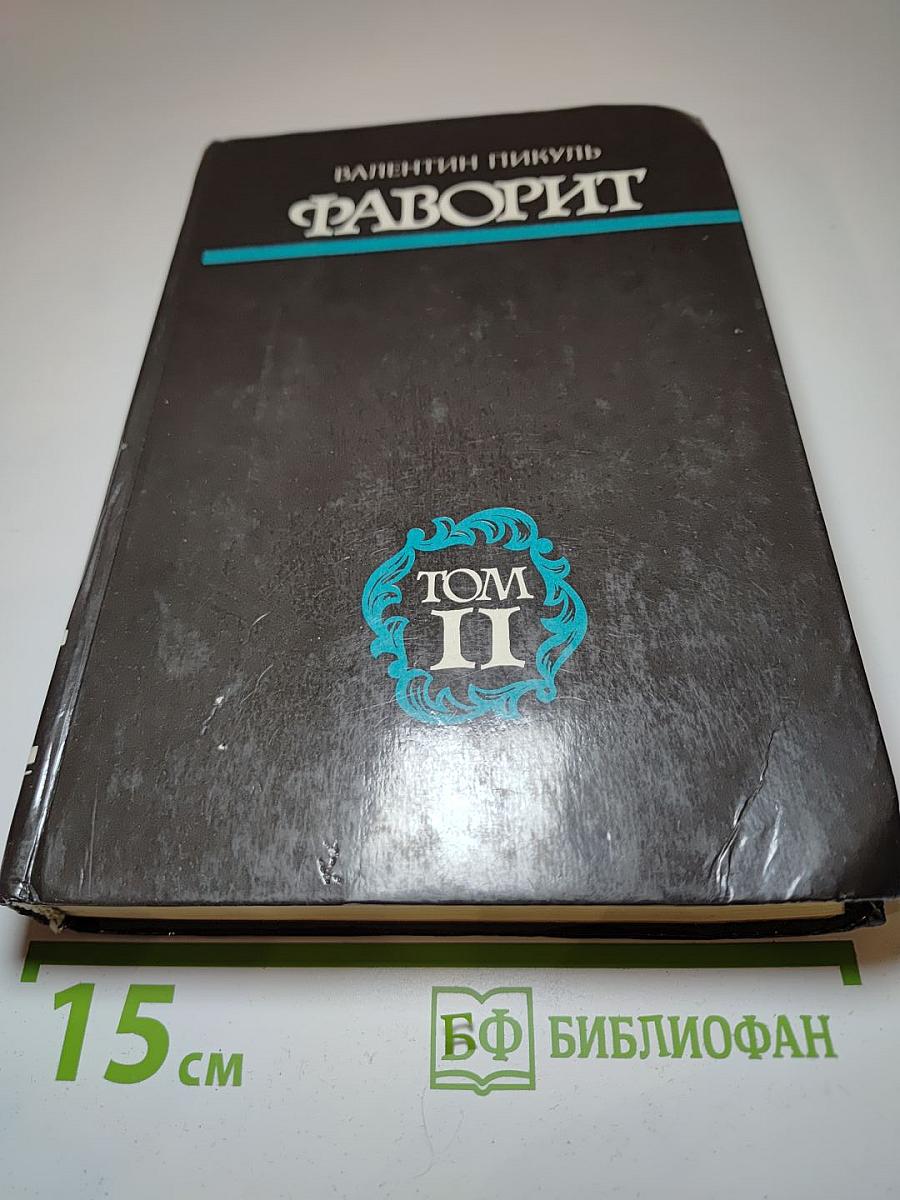 ВАЛЕНТИН ПИКУЛЬ
ФАВОРИТ
ТОМ
II
15 см
БФ БИБЛИОФАН